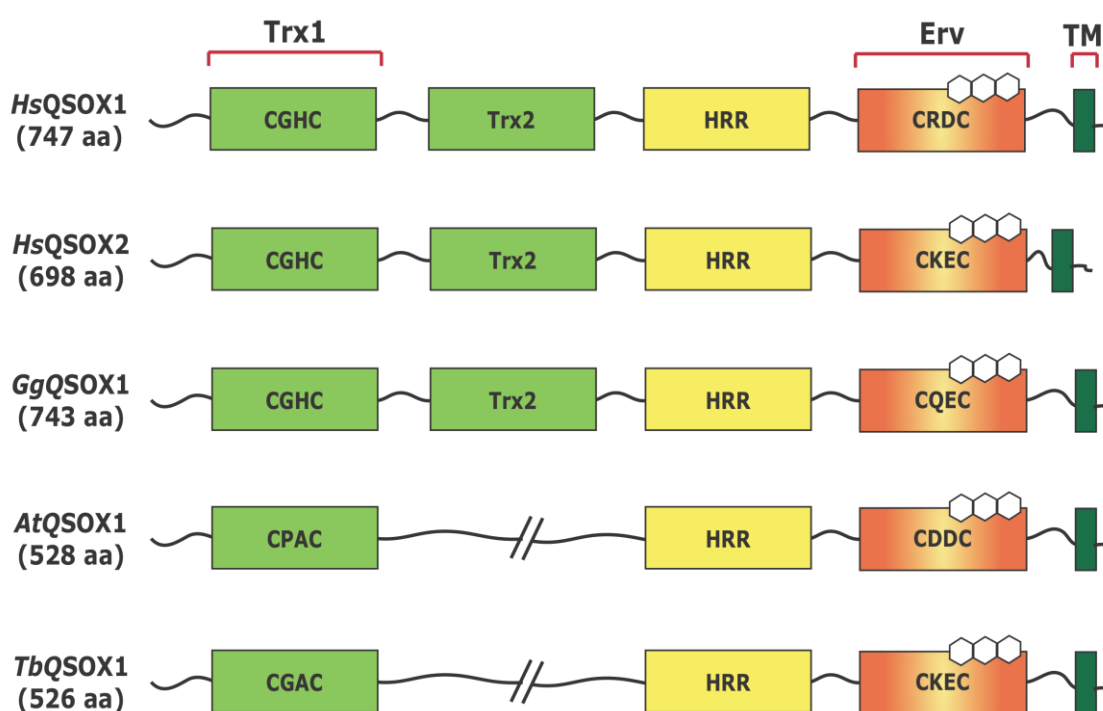 Trx1 Erv TM
HsQSOX1
(747 aa)
CGHC Trx2 HRR CRDC
HsQSOX2
(698 aa)
CGHC Trx2 HRR CKEC
GgQSOX1
(743 aa)
CGHC Trx2 HRR CQEC
AtQSOX1
(528 aa)
CPAC HRR CDDC
TbQSOX1
(526 aa)
CGAC HRR CKEC